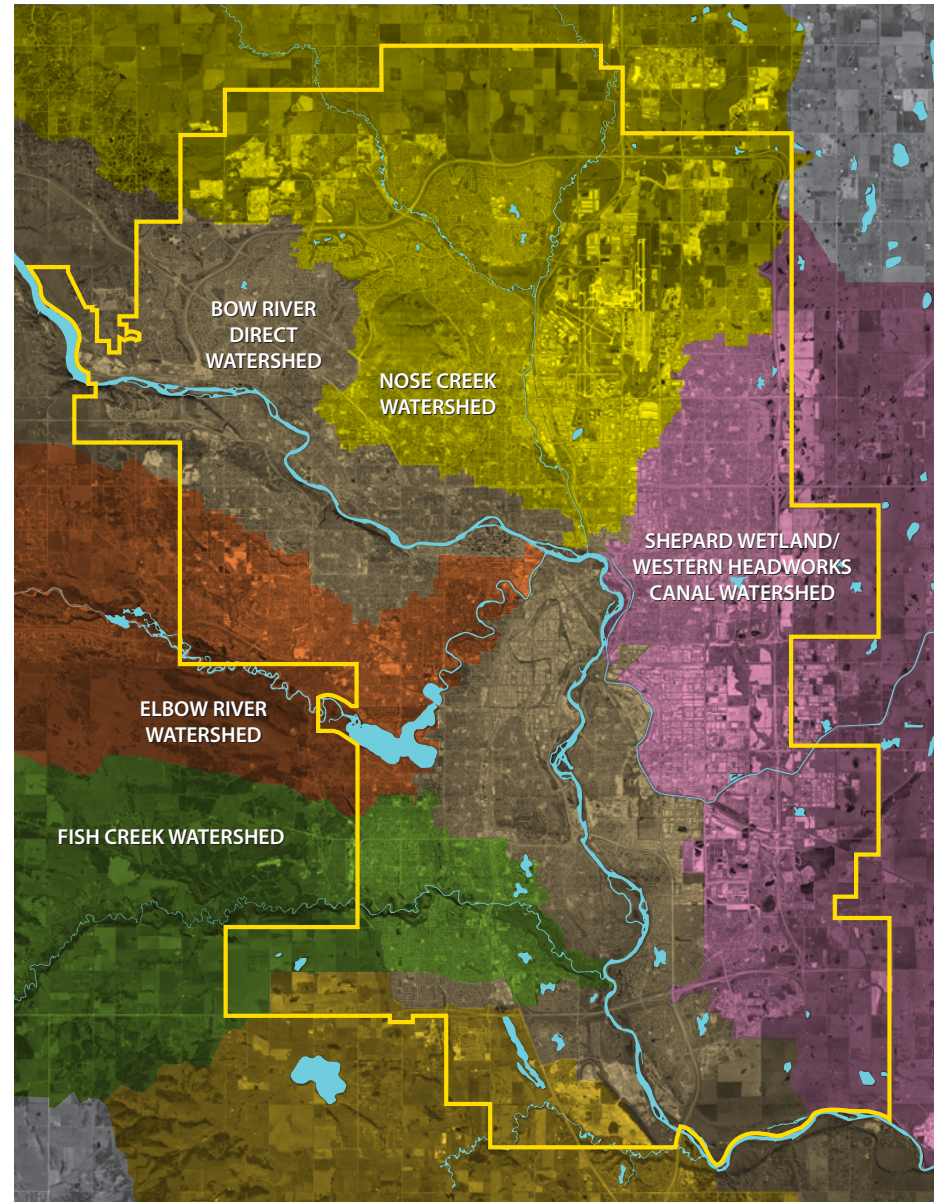 BOW RIVER
DIRECT
WATERSHED
NOSE CREEK
WATERSHED
SHEPARD WETLAND/
WESTERN HEADWORKS
CANAL WATERSHED
ELBOW RIVER
WATERSHED
FISH CREEK WATERSHED